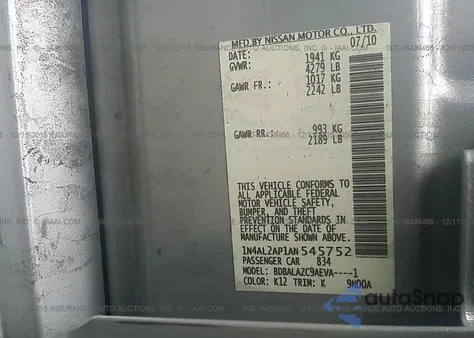 MFD BY NISSAN MOTOR CO., LTD.
DATE: 07/10
GVWR: 1941 KG
4279 LB
GAWR FR.: 1017 KG
2242 LB
GAWR RR.: 993 KG
2189 LB
THIS VEHICLE CONFORMS TO
ALL APPLICABLE FEDERAL
MOTOR VEHICLE SAFETY,
BUMPER, AND THEFT
PREVENTION STANDARDS IN
EFFECT ON THE DATE OF
MANUFACTURE SHOWN ABOVE.
1N4AL2AP1AN545752
PASSENGER CAR B34
MODEL: BDBALAZC9AEVA----1
COLOR: K12 TRIM: K 9M00A
autoSnap